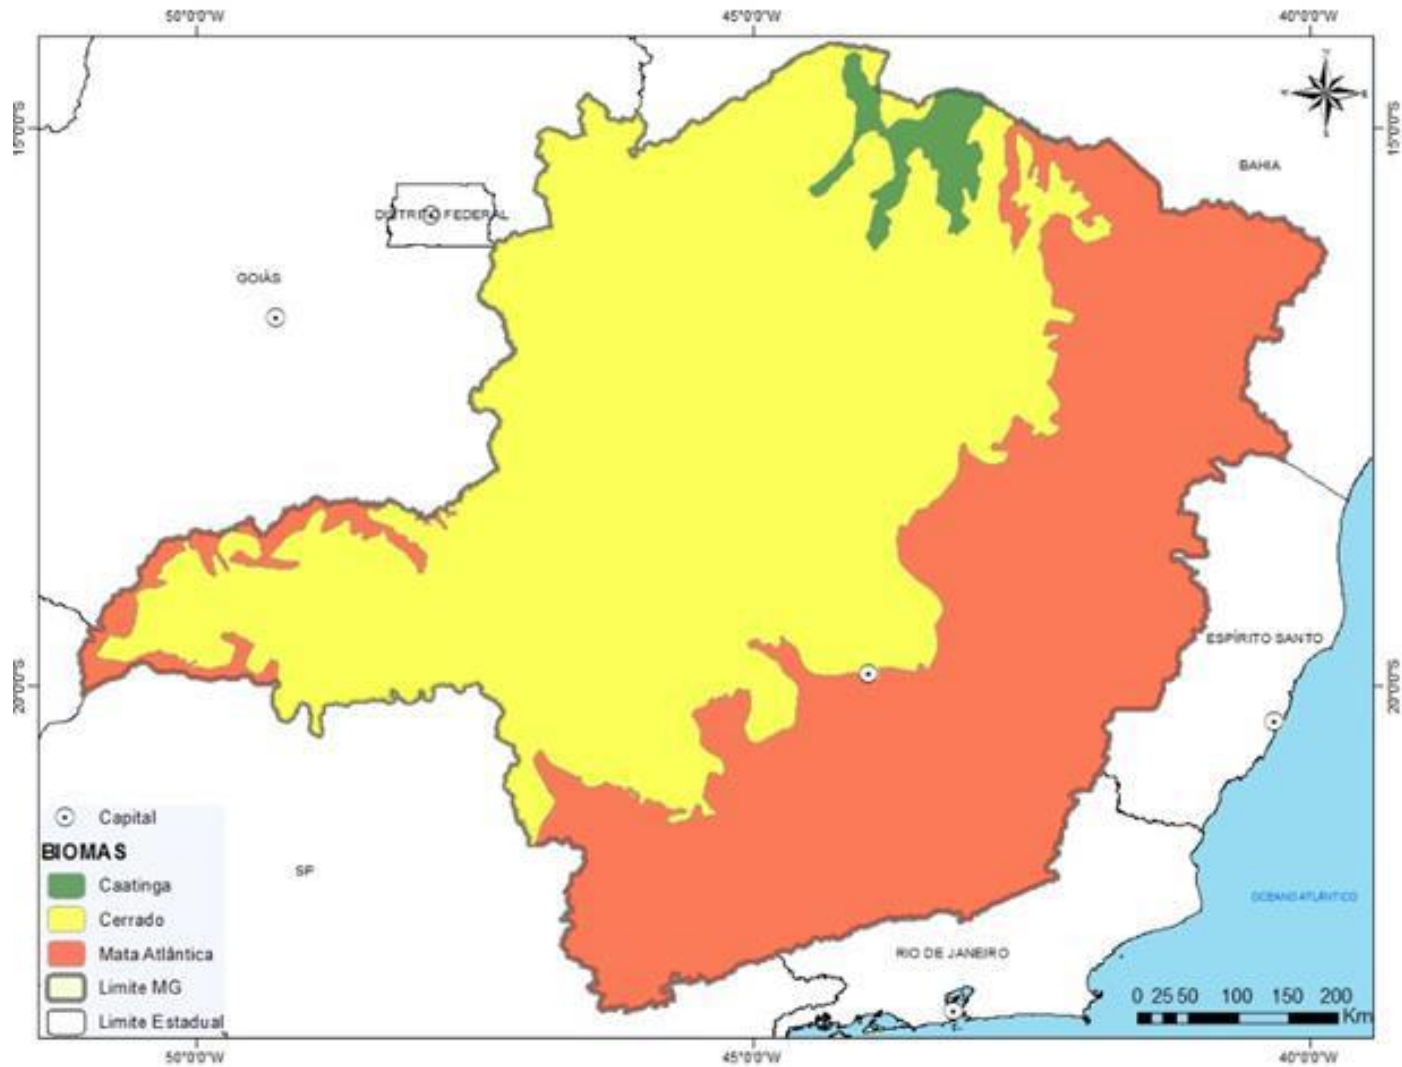 50°0'0"W 45°0'0"W 40°0'0"W
15°0'0"S 15°0'0"S
BAHIA
DISTRITO FEDERAL
GOIÁS
ESPÍRITO SANTO
20°0'0"S 20°0'0"S
Capital
BIOMAS
SP
Caatinga
OCEANO ATLÂNTICO
Cerrado
Mata Atlântica
RIO DE JANEIRO
Limite MG
0 25 50 100 150 200
Limite Estadual
Km
50°0'0"W 45°0'0"W 40°0'0"W